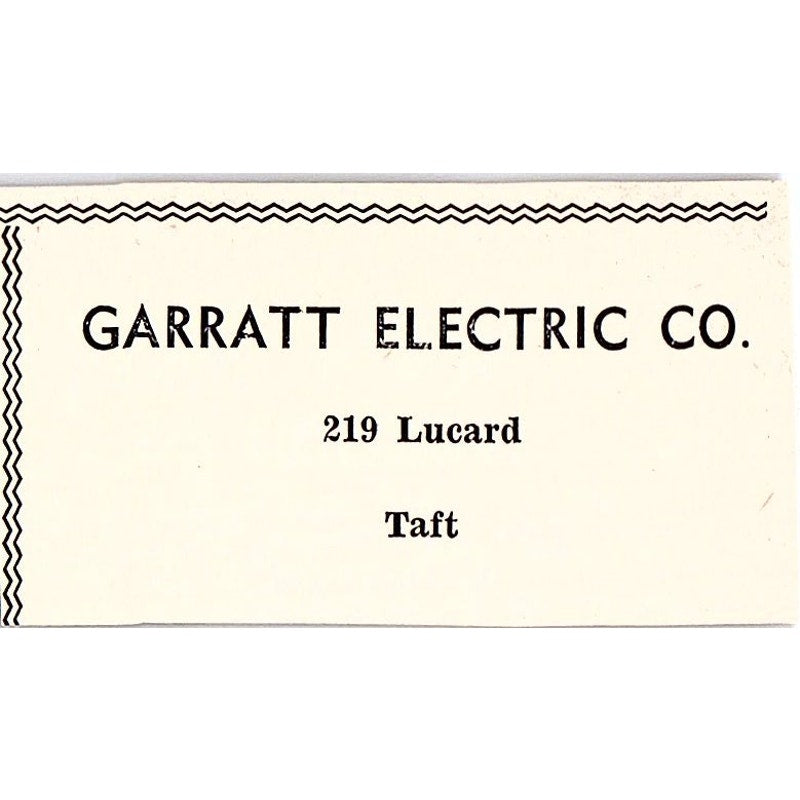 GARRATT ELECTRIC CO.
219 Lucard
Taft